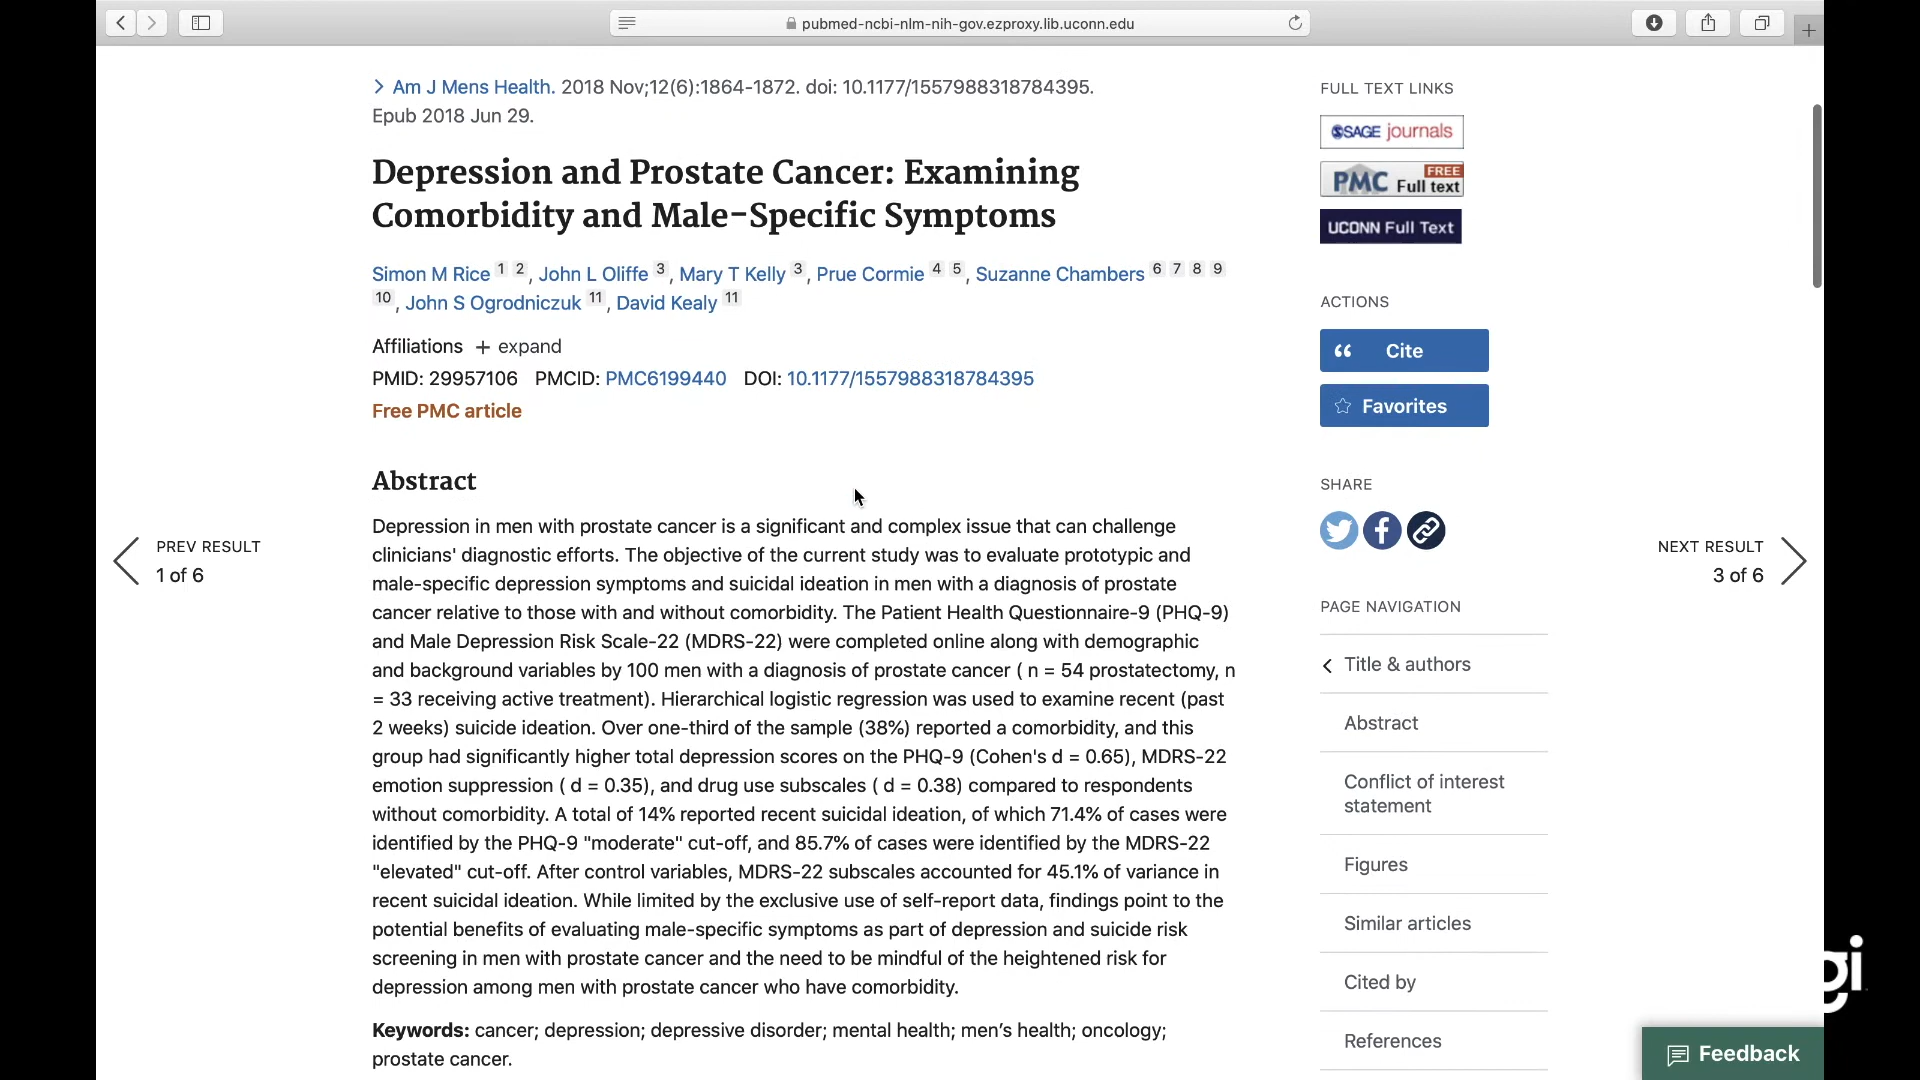 pubmed-ncbi-nlm-nih-gov.ezproxy.lib.uconn.edu
> Am J Mens Health. 2018 Nov;12(6):1864-1872. doi: 10.1177/1557988318784395.
Epub 2018 Jun 29.
Depression and Prostate Cancer: Examining
Comorbidity and Male-Specific Symptoms
Simon M Rice 1 2, John L Oliffe 3, Mary T Kelly 3, Prue Cormie 4 5, Suzanne Chambers 6 7 8 9
10, John S Ogrodniczuk 11, David Kealy 11
Affiliations + expand
PMID: 29957106 PMCID: PMC6199440 DOI: 10.1177/1557988318784395
Free PMC article
Abstract
Depression in men with prostate cancer is a significant and complex issue that can challenge
clinicians' diagnostic efforts. The objective of the current study was to evaluate prototypic and
male-specific depression symptoms and suicidal ideation in men with a diagnosis of prostate
cancer relative to those with and without comorbidity. The Patient Health Questionnaire-9 (PHQ-9)
and Male Depression Risk Scale-22 (MDRS-22) were completed online along with demographic
and background variables by 100 men with a diagnosis of prostate cancer ( n = 54 prostatectomy, n
= 33 receiving active treatment). Hierarchical logistic regression was used to examine recent (past
2 weeks) suicide ideation. Over one-third of the sample (38%) reported a comorbidity, and this
group had significantly higher total depression scores on the PHQ-9 (Cohen's d = 0.65), MDRS-22
emotion suppression ( d = 0.35), and drug use subscales ( d = 0.38) compared to respondents
without comorbidity. A total of 14% reported recent suicidal ideation, of which 71.4% of cases were
identified by the PHQ-9 "moderate" cut-off, and 85.7% of cases were identified by the MDRS-22
"elevated" cut-off. After control variables, MDRS-22 subscales accounted for 45.1% of variance in
recent suicidal ideation. While limited by the exclusive use of self-report data, findings point to the
potential benefits of evaluating male-specific symptoms as part of depression and suicide risk
screening in men with prostate cancer and the need to be mindful of the heightened risk for
depression among men with prostate cancer who have comorbidity.
Keywords: cancer; depression; depressive disorder; mental health; men's health; oncology;
prostate cancer.
PREV RESULT
1 of 6
FULL TEXT LINKS
SAGE journals
PMC FREE Full text
UCONN Full Text
ACTIONS
Cite
Favorites
SHARE
NEXT RESULT
3 of 6
PAGE NAVIGATION
Title & authors
Abstract
Conflict of interest
statement
Figures
Similar articles
Cited by
References
Feedback
gi